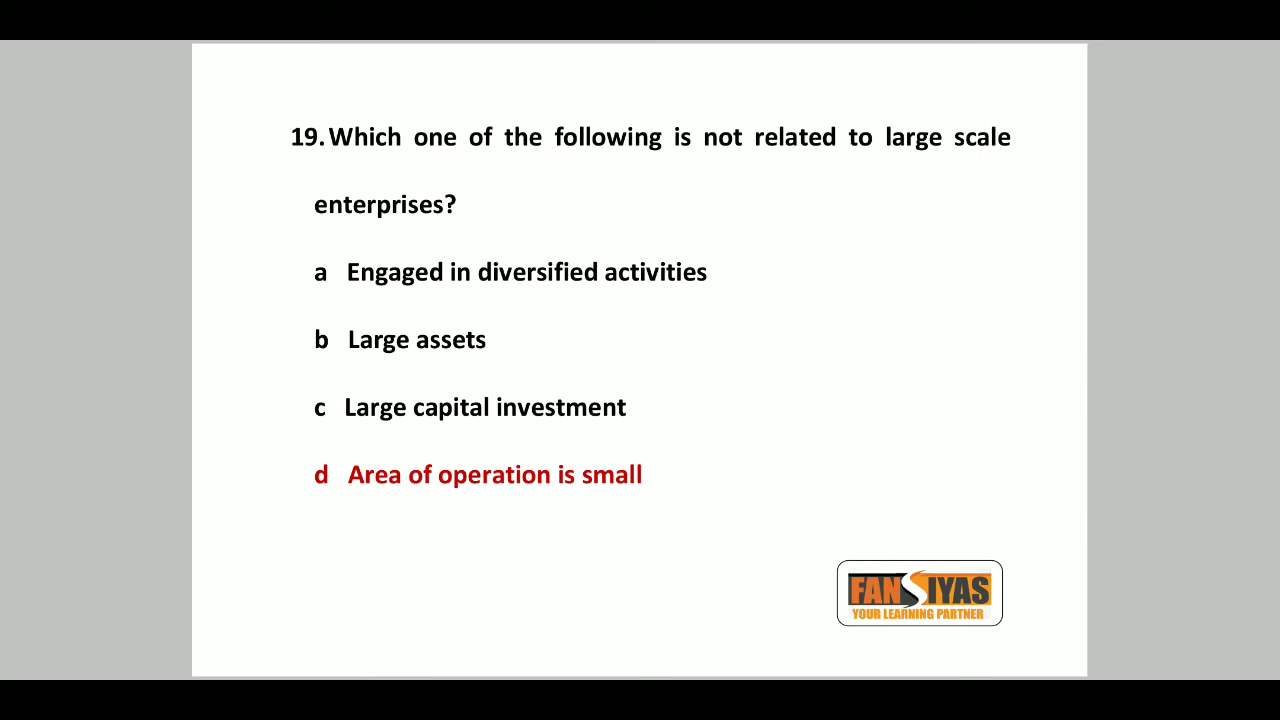 19. Which one of the following is not related to large scale
enterprises?
a Engaged in diversified activities
b Large assets
c Large capital investment
d Area of operation is small
FANSIYAS
YOUR LEARNING PARTNER